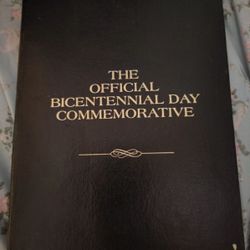 THE
OFFICIAL
BICENTENNIAL DAY
COMMEMORATIVE